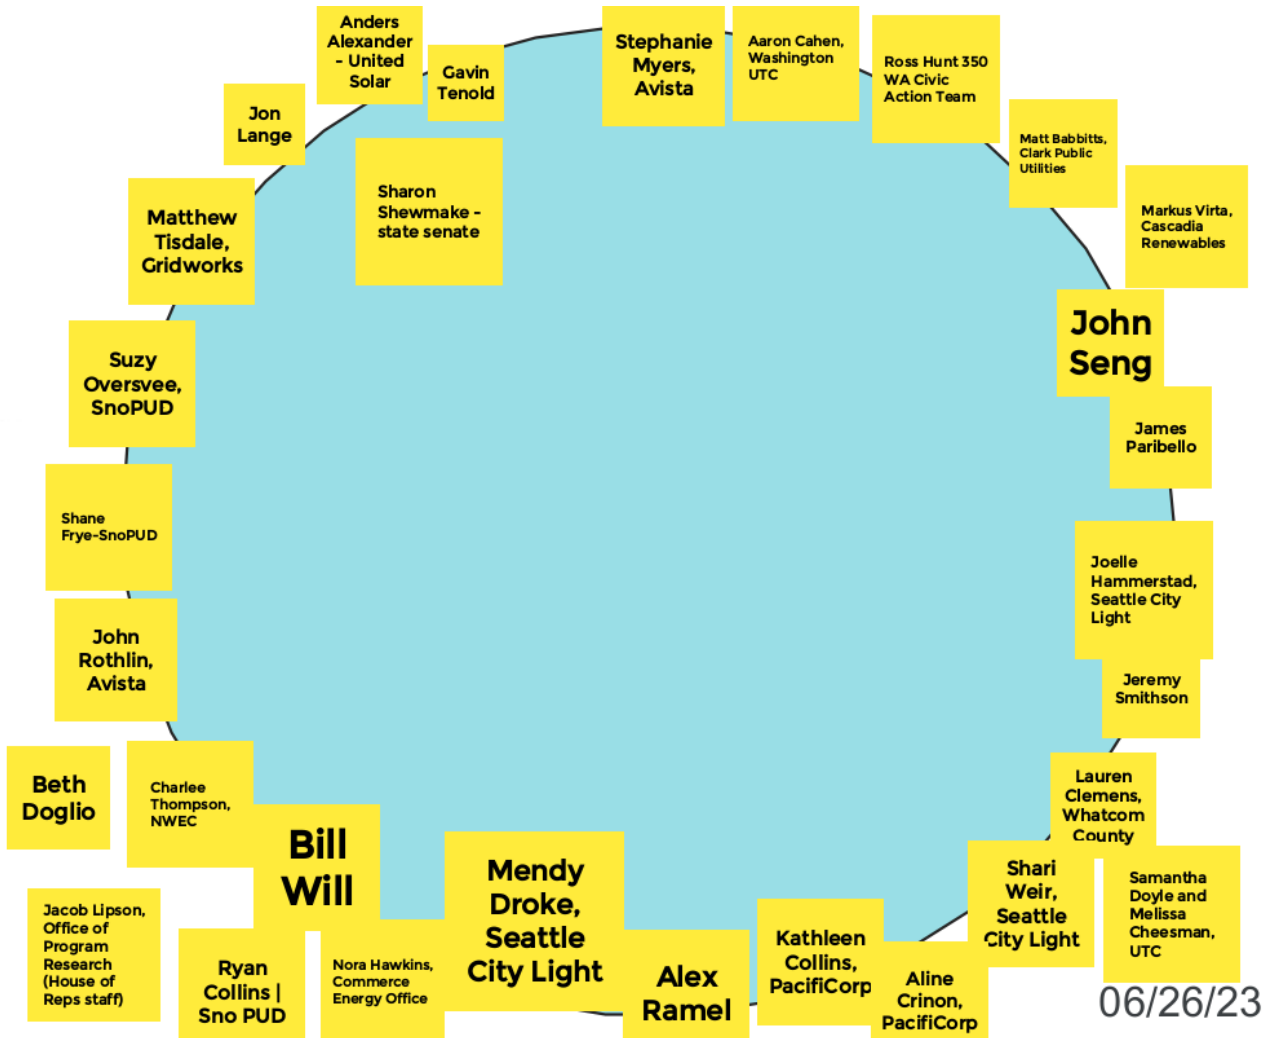 Anders
Alexander
- United
Solar
Gavin
Tenold
Stephanie
Myers,
Avista
Aaron Cahen,
Washington
UTC
Ross Hunt 350
WA Civic
Action Team
Jon
Lange
Matt Babbitts,
Clark Public
Utilities
Sharon
Shewmake -
state senate
Markus Virta,
Cascadia
Renewables
Matthew
Tisdale,
Gridworks
John
Seng
Suzy
Oversvee,
SnoPUD
James
Paribello
Shane
Frye-SnoPUD
Joelle
Hammerstad,
Seattle City
Light
John
Rothlin,
Avista
Jeremy
Smithson
Beth
Doglio
Charlee
Thompson,
NWEC
Lauren
Clemens,
Whatcom
County
Bill
Will
Mendy
Droke,
Seattle
City Light
Shari
Weir,
Seattle
City Light
Samantha
Doyle and
Melissa
Cheesman,
UTC
Jacob Lipson,
Office of
Program
Research
(House of
Reps staff)
Ryan
Collins |
Sno PUD
Nora Hawkins,
Commerce
Energy Office
Alex
Ramel
Kathleen
Collins,
PacifiCorp
Aline
Crinon,
PacifiCorp
06/26/23